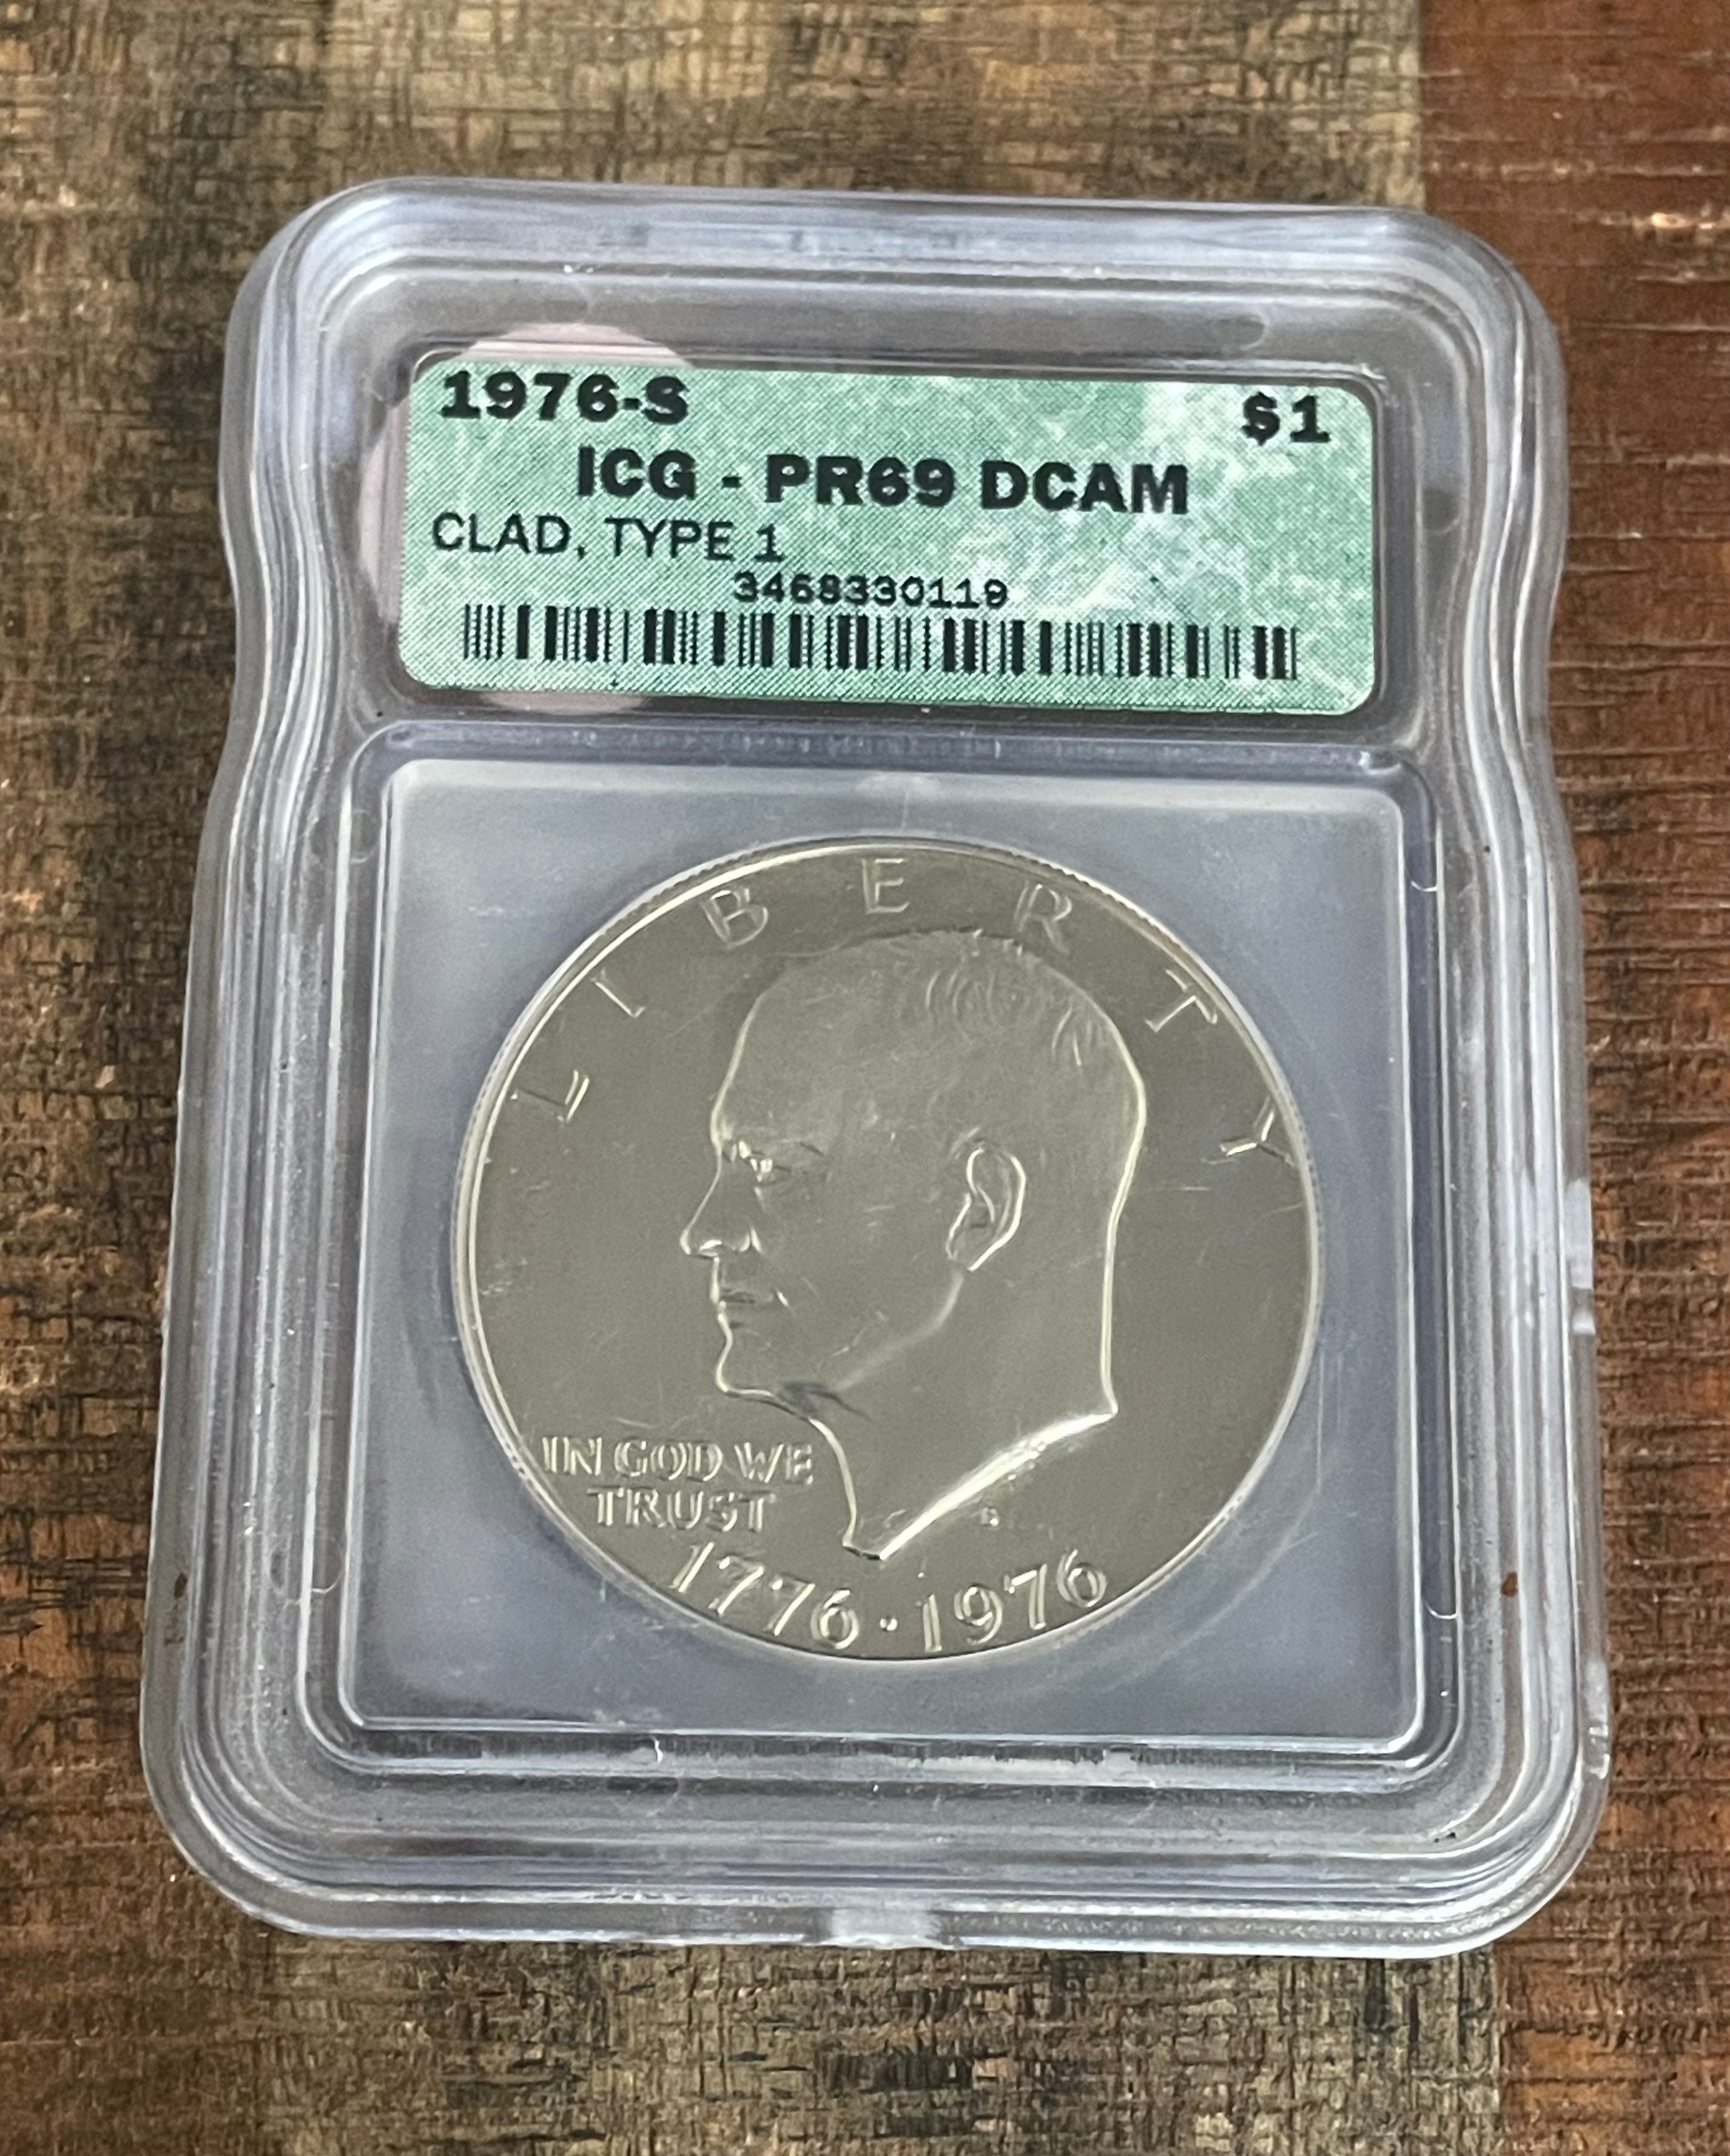 1976-S $1
ICG - PR69 DCAM
CLAD, TYPE 1
3468330119
LIBERTY
IN GOD WE
TRUST
1776·1976